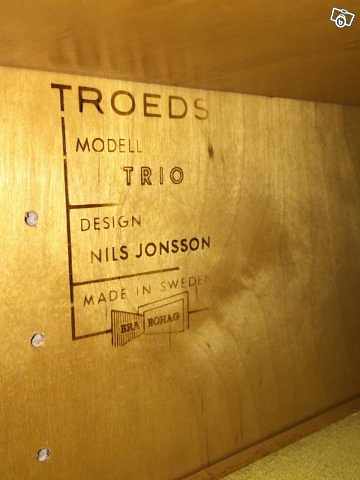 TROEDS
MODELL
TRIO
DESIGN
NILS JONSSON
MADE IN SWEDEN
BRA BOHAG